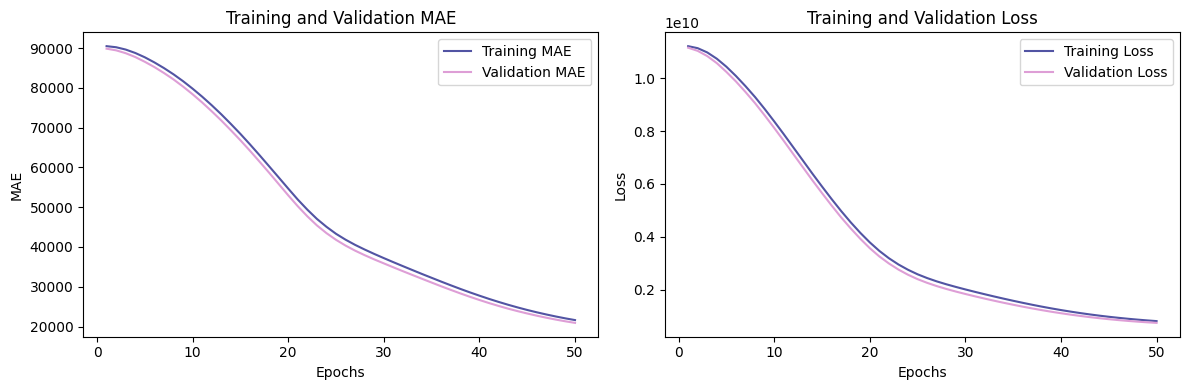 Training and Validation MAE
90000
80000
70000
60000
50000
40000
30000
20000
MAE
Training MAE
Validation MAE
0 10 20 30 40 50
Epochs
Training and Validation Loss
1e10
1.0
0.8
0.6
0.4
0.2
Loss
Training Loss
Validation Loss
0 10 20 30 40 50
Epochs